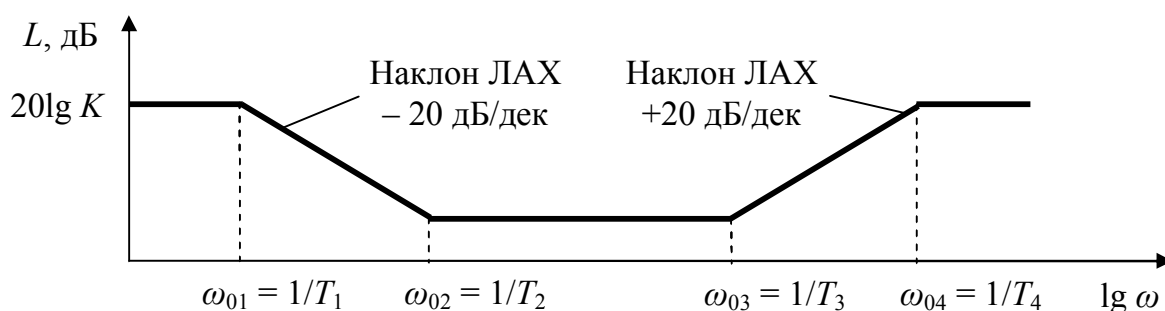 L, дБ
Наклон ЛАХ
– 20 дБ/дек
Наклон ЛАХ
+20 дБ/дек
20lg K
ω01 = 1/T1
ω02 = 1/T2
ω03 = 1/T3
ω04 = 1/T4
lg ω